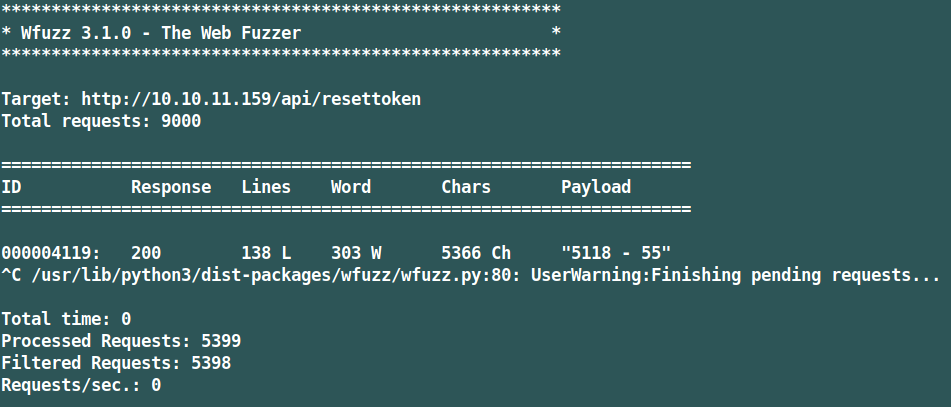 ********************************************************
* Wfuzz 3.1.0 - The Web Fuzzer                         *
********************************************************
Target: http://10.10.11.159/api/resettoken
Total requests: 9000
=====================================================================
ID           Response   Lines    Word       Chars       Payload
=====================================================================
000004119:   200        138 L    303 W      5366 Ch     "5118 - 55"
^C /usr/lib/python3/dist-packages/wfuzz/wfuzz.py:80: UserWarning:Finishing pending requests...
Total time: 0
Processed Requests: 5399
Filtered Requests: 5398
Requests/sec.: 0